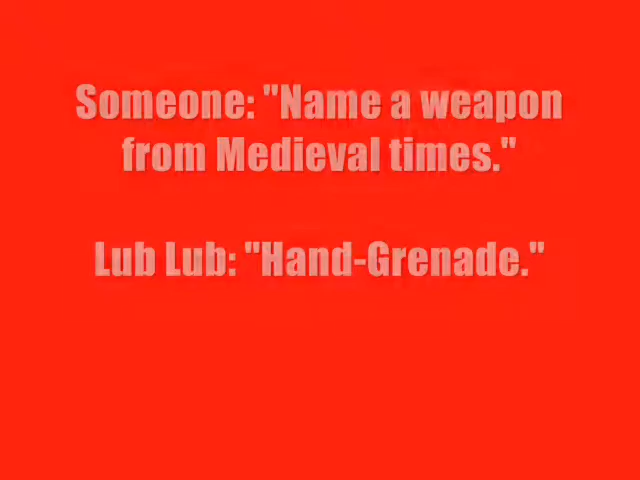 Someone: "Name a weapon
from Medieval times."
Lub Lub: "Hand-Grenade."